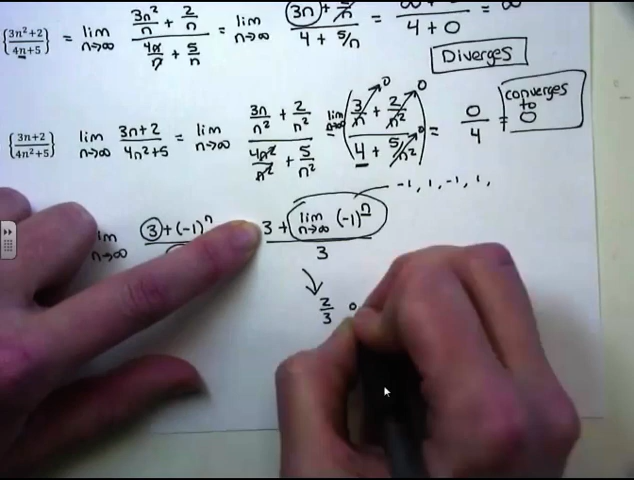 {3n²+2 / 4n+5} = lim n→∞ (3n²/n + 2/n) / (4n/n + 5/n) = lim n→∞ (3n + 2/n) / (4 + 5/n) = / 4+0 = ∞
Diverges
{3n+2 / 4n²+5} lim n→∞ (3n+2) / (4n²+5) = lim (3n/n² + 2/n²) / (4n²/n² + 5/n²) = lim n→∞ (3/n → 0 + 2/n² → 0) / (4 + 5/n² → 0) = 0/4 = converges to 0
-1, 1, -1, 1,
lim n→∞ 3+(-1)ⁿ 3 + lim n→∞ (-1)ⁿ / 3
2/3